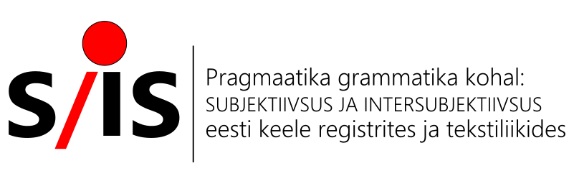 s/is
Pragmaatika grammatika kohal:
SUBJEKTIIVSUS JA INTERSUBJEKTIIVSUS
eesti keele registrites ja tekstiliikides